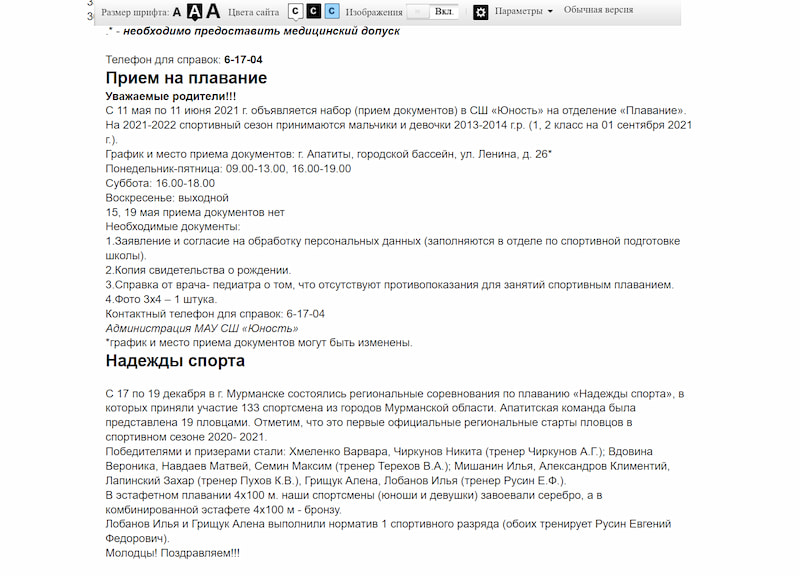 Размер шрифта: А А А Цвета сайта C C C Изображения Вкл. Параметры Обычная версия
.* - необходимо предоставить медицинский допуск
Телефон для справок: 6-17-04
Прием на плавание
Уважаемые родители!!!
С 11 мая по 11 июня 2021 г. объявляется набор (прием документов) в СШ «Юность» на отделение «Плавание».
На 2021-2022 спортивный сезон принимаются мальчики и девочки 2013-2014 г.р. (1, 2 класс на 01 сентября 2021
г.).
График и место приема документов: г. Апатиты, городской бассейн, ул. Ленина, д. 26*
Понедельник-пятница: 09.00-13.00, 16.00-19.00
Суббота: 16.00-18.00
Воскресенье: выходной
15, 19 мая приема документов нет
Необходимые документы:
1.Заявление и согласие на обработку персональных данных (заполняются в отделе по спортивной подготовке
школы).
2.Копия свидетельства о рождении.
3.Справка от врача- педиатра о том, что отсутствуют противопоказания для занятий спортивным плаванием.
4.Фото 3х4 – 1 штука.
Контактный телефон для справок: 6-17-04
Администрация МАУ СШ «Юность»
*график и место приема документов могут быть изменены.
Надежды спорта
С 17 по 19 декабря в г. Мурманске состоялись региональные соревнования по плаванию «Надежды спорта», в
которых приняли участие 133 спортсмена из городов Мурманской области. Апатитская команда была
представлена 19 пловцами. Отметим, что это первые официальные региональные старты пловцов в
спортивном сезоне 2020- 2021.
Победителями и призерами стали: Хмеленко Варвара, Чиркунов Никита (тренер Чиркунов А.Г.); Вдовина
Вероника, Навдаев Матвей, Семин Максим (тренер Терехов В.А.); Мишанин Илья, Александров Климентий,
Лапинский Захар (тренер Пухов К.В.), Грищук Алена, Лобанов Илья (тренер Русин Е.Ф.).
В эстафетном плавании 4х100 м. наши спортсмены (юноши и девушки) завоевали серебро, а в
комбинированной эстафете 4х100 м - бронзу.
Лобанов Илья и Грищук Алена выполнили норматив 1 спортивного разряда (обоих тренирует Русин Евгений
Федорович).
Молодцы! Поздравляем!!!